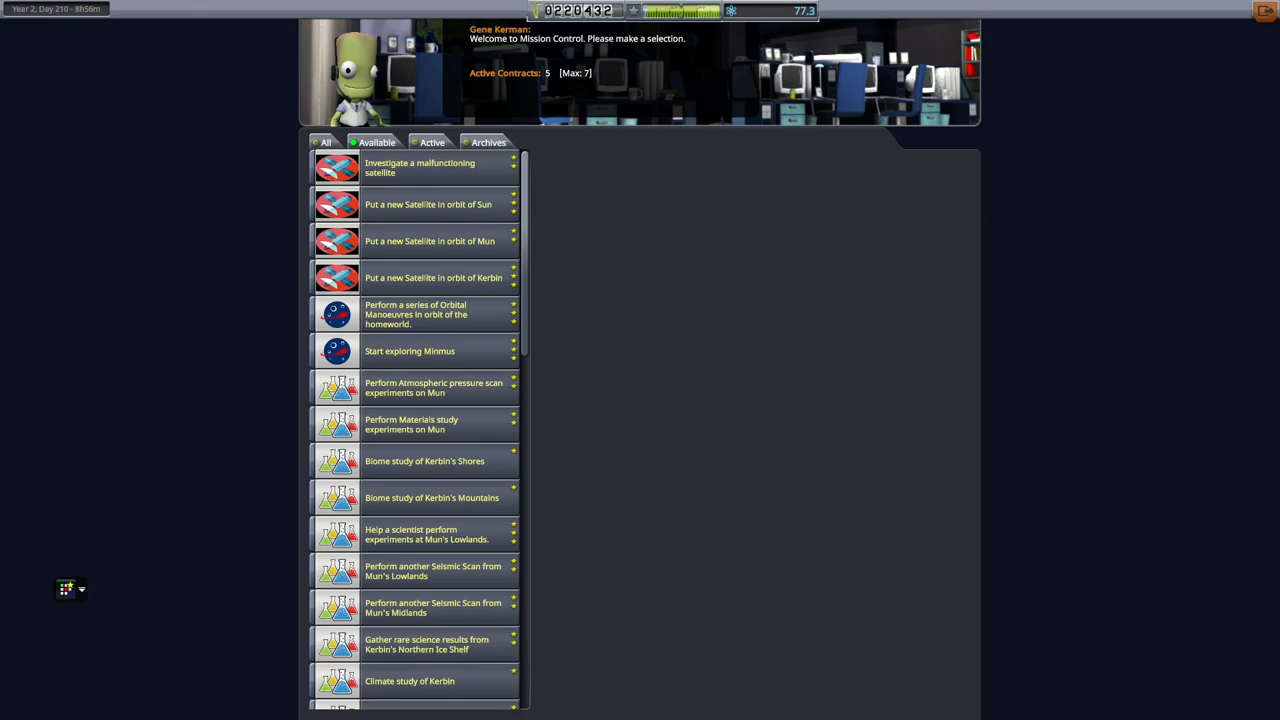 Year 2, Day 210 - 8h56m
0220432
77.3
Gene Kerman:
Welcome to Mission Control. Please make a selection.
Active Contracts: 5 [Max: 7]
All
Available
Active
Archives
Investigate a malfunctioning
satellite
Put a new Satellite in orbit of Sun
Put a new Satellite in orbit of Mun
Put a new Satellite in orbit of Kerbin
Perform a series of Orbital
Manoeuvres in orbit of the
homeworld.
Start exploring Minmus
Perform Atmospheric pressure scan
experiments on Mun
Perform Materials study
experiments on Mun
Biome study of Kerbin's Shores
Biome study of Kerbin's Mountains
Help a scientist perform
experiments at Mun's Lowlands.
Perform another Seismic Scan from
Mun's Lowlands
Perform another Seismic Scan from
Mun's Midlands
Gather rare science results from
Kerbin's Northern Ice Shelf
Climate study of Kerbin